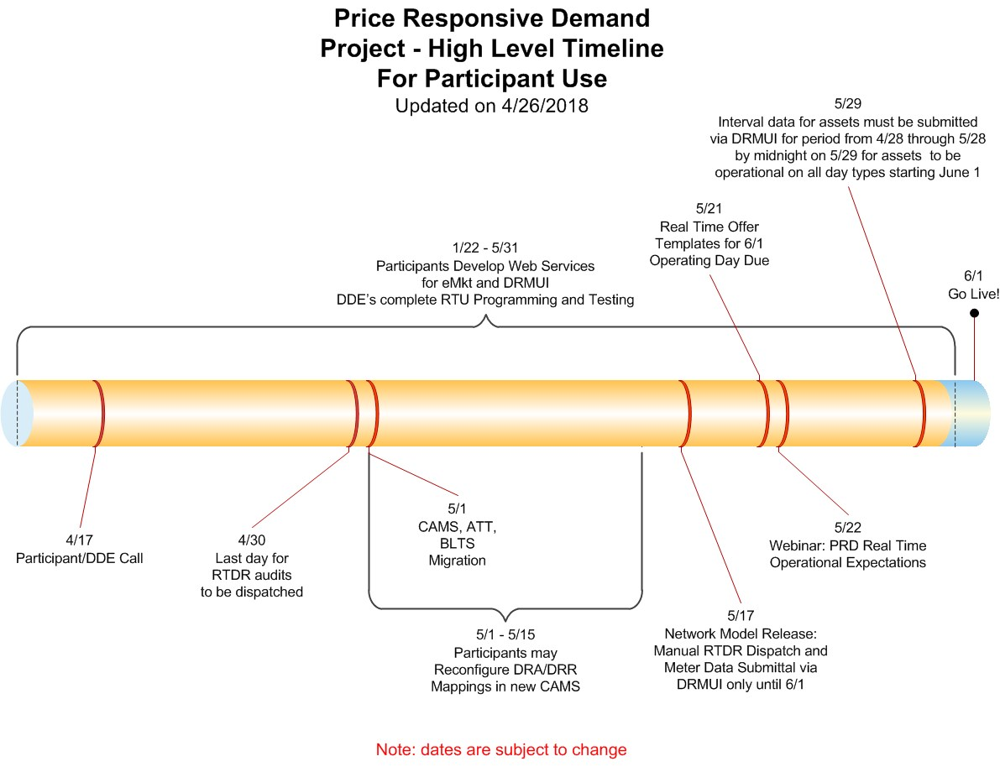 Price Responsive Demand
Project - High Level Timeline
For Participant Use
Updated on 4/26/2018
5/29
Interval data for assets must be submitted
via DRMUI for period from 4/28 through 5/28
by midnight on 5/29 for assets to be
operational on all day types starting June 1
5/21
Real Time Offer
Templates for 6/1
Operating Day Due
1/22 - 5/31
Participants Develop Web Services
for eMkt and DRMUI
DDE's complete RTU Programming and Testing
6/1
Go Live!
4/17
Participant/DDE Call
4/30
Last day for
RTDR audits
to be dispatched
5/1
CAMS, ATT,
BLTS
Migration
5/22
Webinar: PRD Real Time
Operational Expectations
5/1 - 5/15
Participants may
Reconfigure DRA/DRR
Mappings in new CAMS
5/17
Network Model Release:
Manual RTDR Dispatch and
Meter Data Submittal via
DRMUI only until 6/1
Note: dates are subject to change